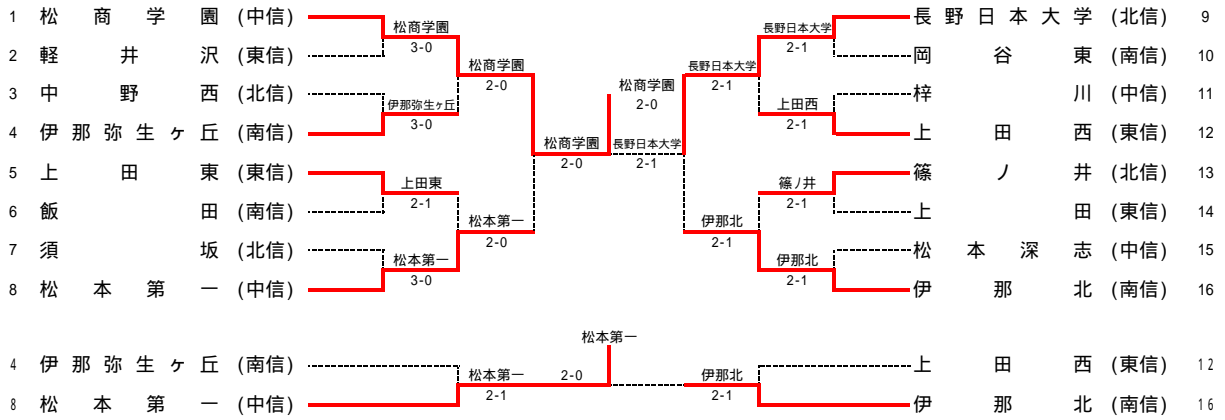 1 松商学園 (中信) 長野日本大学 (北信) 9
松商学園 長野日本大学
3-0 2-1
2 軽井沢 (東信) 岡谷東 (南信) 10
松商学園 長野日本大学
2-0 松商学園 2-1
3 中野西 (北信) 梓川 (中信) 11
伊那弥生ヶ丘 2-0 上田西
3-0 2-1
4 伊那弥生ヶ丘 (南信) 上田西 (東信) 12
松商学園 長野日本大学
2-0 2-1
5 上田東 (東信) 篠ノ井 (北信) 13
上田東 篠ノ井
2-1 2-1
6 飯田 (南信) 上田 (東信) 14
松本第一 伊那北
2-0 2-1
7 須坂 (北信) 松本深志 (中信) 15
松本第一 伊那北
3-0 2-1
8 松本第一 (中信) 伊那北 (南信) 16
松本第一
4 伊那弥生ヶ丘 (南信) 上田西 (東信) 12
松本第一 2-0 伊那北
2-1 2-1
8 松本第一 (中信) 伊那北 (南信) 16